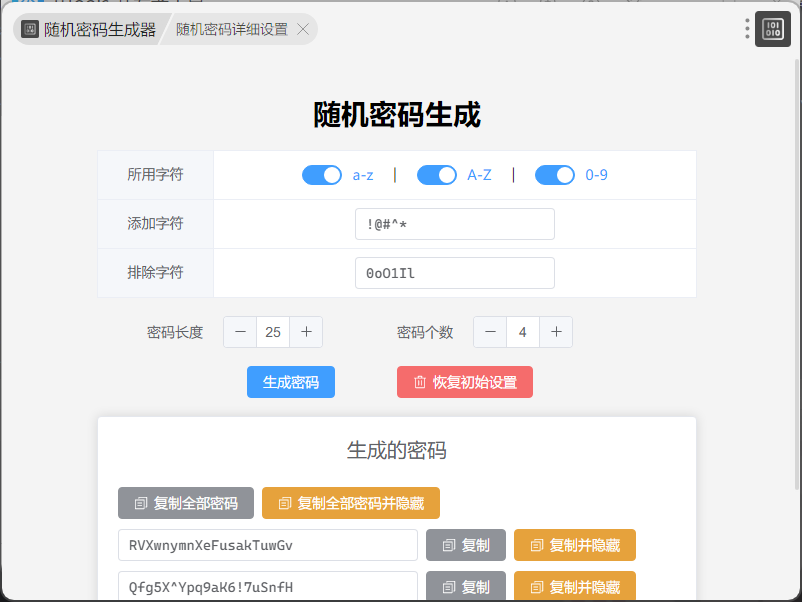 随机密码生成器 随机密码详细设置
随机密码生成
所用字符 a-z | A-Z | 0-9
添加字符 !@#^*
排除字符 0oO1Il
密码长度 − 25 + 密码个数 − 4 +
生成密码 恢复初始设置
生成的密码
复制全部密码 复制全部密码并隐藏
RVXwnymnXeFusakTuwGv 复制 复制并隐藏
Qfg5X^Ypq9aK6!7uSnfH 复制 复制并隐藏